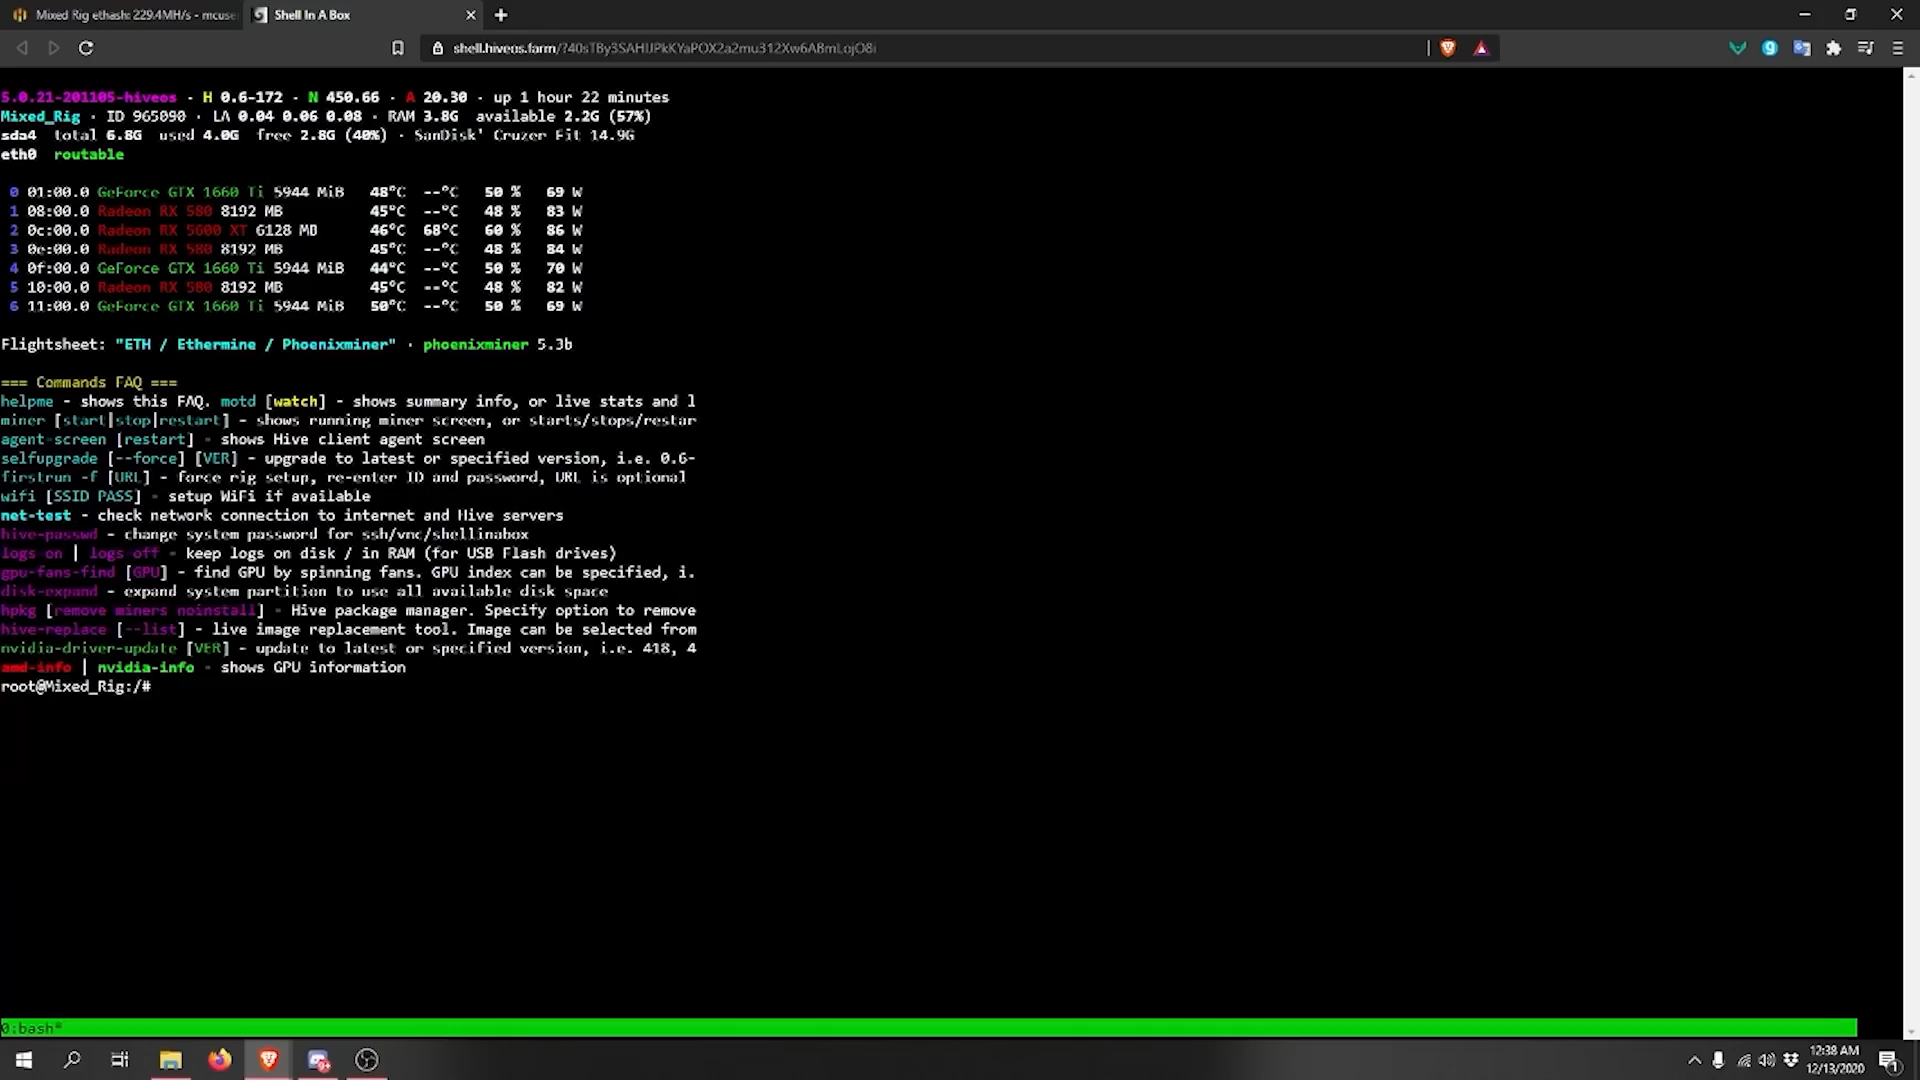 Mixed Rig ethash: 229.4MH/s - mcuse
Shell In A Box
shell.hiveos.farm
5.0.21-201105-hiveos · H 0.6-172 · N 450.66 · A 20.30 · up 1 hour 22 minutes
Mixed_Rig · ID 965090 · LA 0.04 0.06 0.08 · RAM 3.8G available 2.2G (57%)
sda4 total 6.8G used 4.0G free 2.8G (40%) · SanDisk' Cruzer Fit 14.9G
eth0 routable
0 01:00.0 GeForce GTX 1660 Ti 5944 MiB 48°C --°C 50 % 69 W
1 08:00.0 Radeon RX 580 8192 MB 45°C --°C 48 % 83 W
2 0c:00.0 Radeon RX 5600 XT 6128 MB 46°C 68°C 60 % 86 W
3 0e:00.0 Radeon RX 580 8192 MB 45°C --°C 48 % 84 W
4 0f:00.0 GeForce GTX 1660 Ti 5944 MiB 44°C --°C 50 % 70 W
5 10:00.0 Radeon RX 580 8192 MB 45°C --°C 48 % 82 W
6 11:00.0 GeForce GTX 1660 Ti 5944 MiB 50°C --°C 50 % 69 W
Flightsheet: "ETH / Ethermine / Phoenixminer" · phoenixminer 5.3b
=== Commands FAQ ===
helpme - shows this FAQ. motd [watch] - shows summary info, or live stats and l
miner [start|stop|restart] - shows running miner screen, or starts/stops/restar
agent-screen [restart] - shows Hive client agent screen
selfupgrade [--force] [VER] - upgrade to latest or specified version, i.e. 0.6-
firstrun -f [URL] - force rig setup, re-enter ID and password, URL is optional
wifi [SSID PASS] - setup WiFi if available
net-test - check network connection to internet and Hive servers
hive-passwd - change system password for ssh/vnc/shellinabox
logs-on | logs-off - keep logs on disk / in RAM (for USB Flash drives)
gpu-fans-find [GPU] - find GPU by spinning fans. GPU index can be specified, i.
disk-expand - expand system partition to use all available disk space
hpkg [remove miners noinstall] - Hive package manager. Specify option to remove
hive-replace [--list] - live image replacement tool. Image can be selected from
nvidia-driver-update [VER] - update to latest or specified version, i.e. 418, 4
amd-info | nvidia-info - shows GPU information
root@Mixed_Rig:/#
0:bash*
12:38 AM
12/13/2020